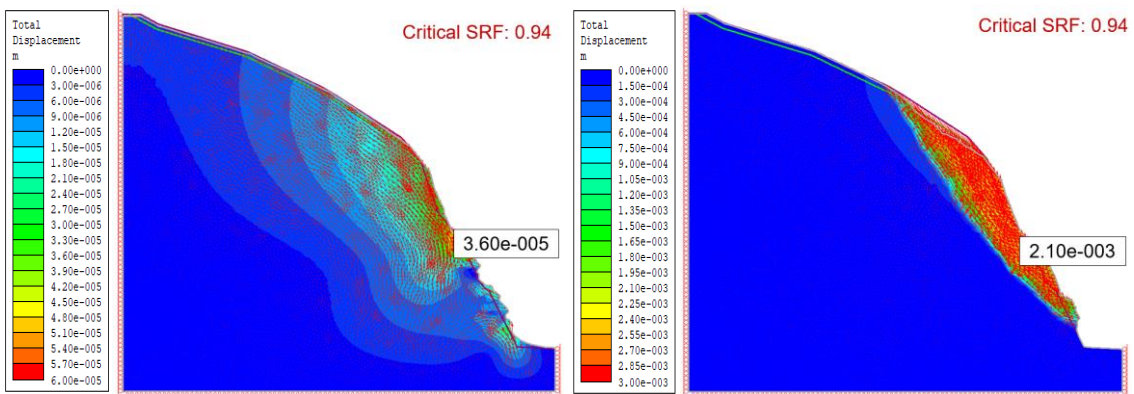 Total
Displacement
m
0.00e+000
3.00e-006
6.00e-006
9.00e-006
1.20e-005
1.50e-005
1.80e-005
2.10e-005
2.40e-005
2.70e-005
3.00e-005
3.30e-005
3.60e-005
3.90e-005
4.20e-005
4.50e-005
4.80e-005
5.10e-005
5.40e-005
5.70e-005
6.00e-005
Critical SRF: 0.94
3.60e-005
Total
Displacement
m
0.00e+000
1.50e-004
3.00e-004
4.50e-004
6.00e-004
7.50e-004
9.00e-004
1.05e-003
1.20e-003
1.35e-003
1.50e-003
1.65e-003
1.80e-003
1.95e-003
2.10e-003
2.25e-003
2.40e-003
2.55e-003
2.70e-003
2.85e-003
3.00e-003
Critical SRF: 0.94
2.10e-003